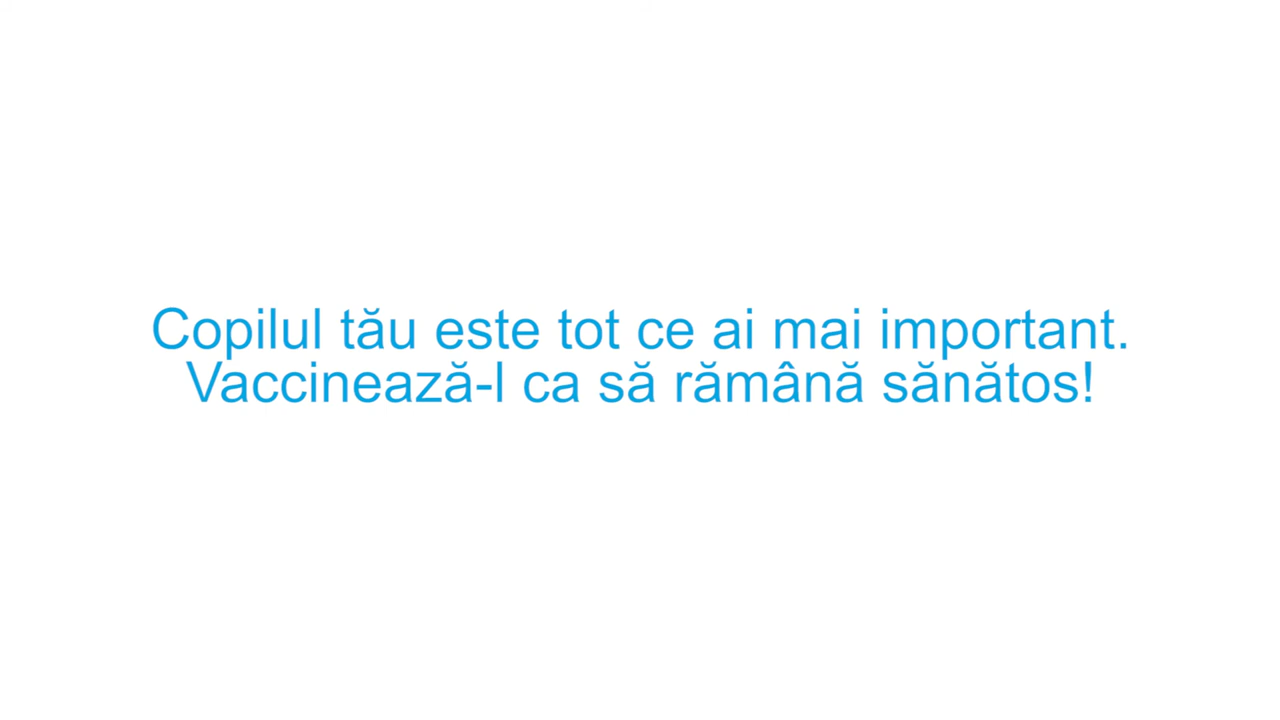 Copilul tău este tot ce ai mai important.
Vaccinează-l ca să rămână sănătos!